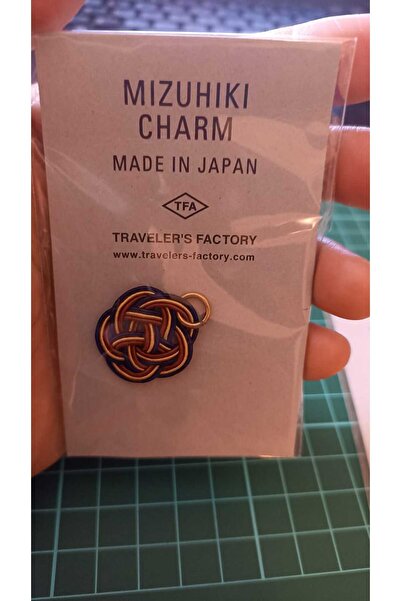 MIZUHIKI
CHARM
MADE IN JAPAN
TFA
TRAVELER'S FACTORY
www.travelers-factory.com